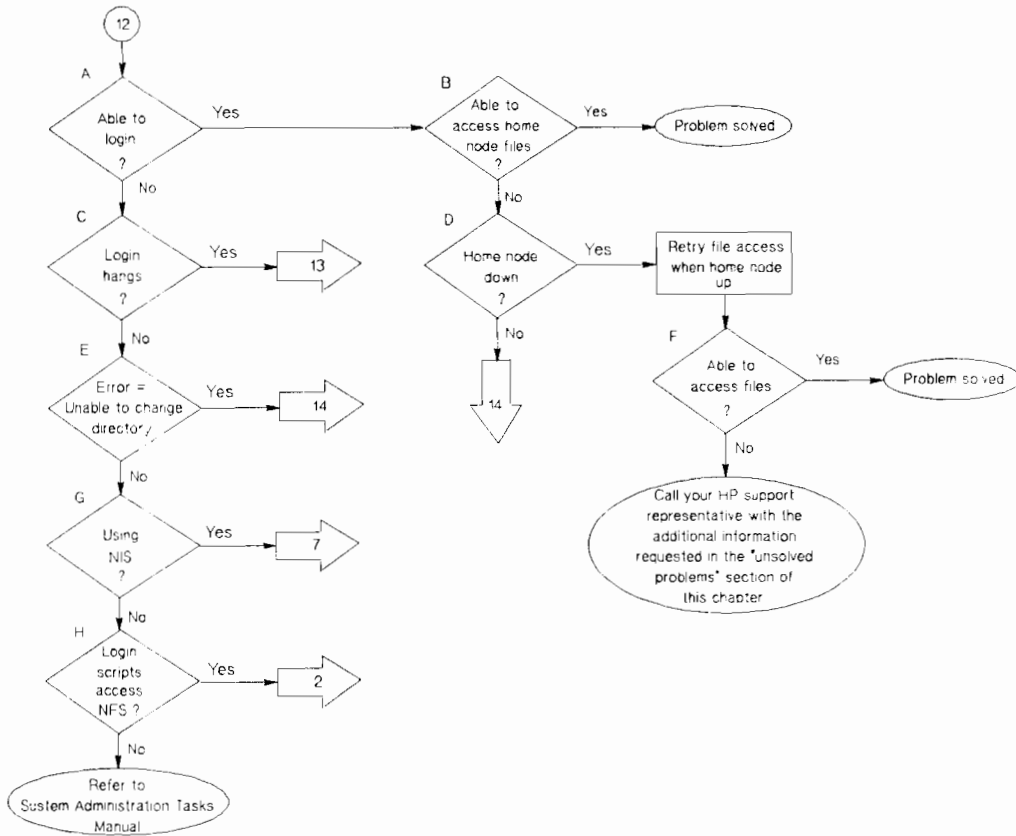 12
A
Able to
login
?
Yes
No
B
Able to
access home
node files
?
Yes
No
Problem solved
C
Login
hangs
?
Yes
No
13
D
Home node
down
?
Yes
No
Retry file access
when home node
up
14
E
Error =
Unable to change
directory
Yes
No
14
F
Able to
access files
?
Yes
No
Problem solved
Call your HP support
representative with the
additional information
requested in the "unsolved
problems" section of
this chapter
G
Using
NIS
?
Yes
No
7
H
Login
scripts
access
NFS ?
Yes
No
2
Refer to
System Administration Tasks
Manual